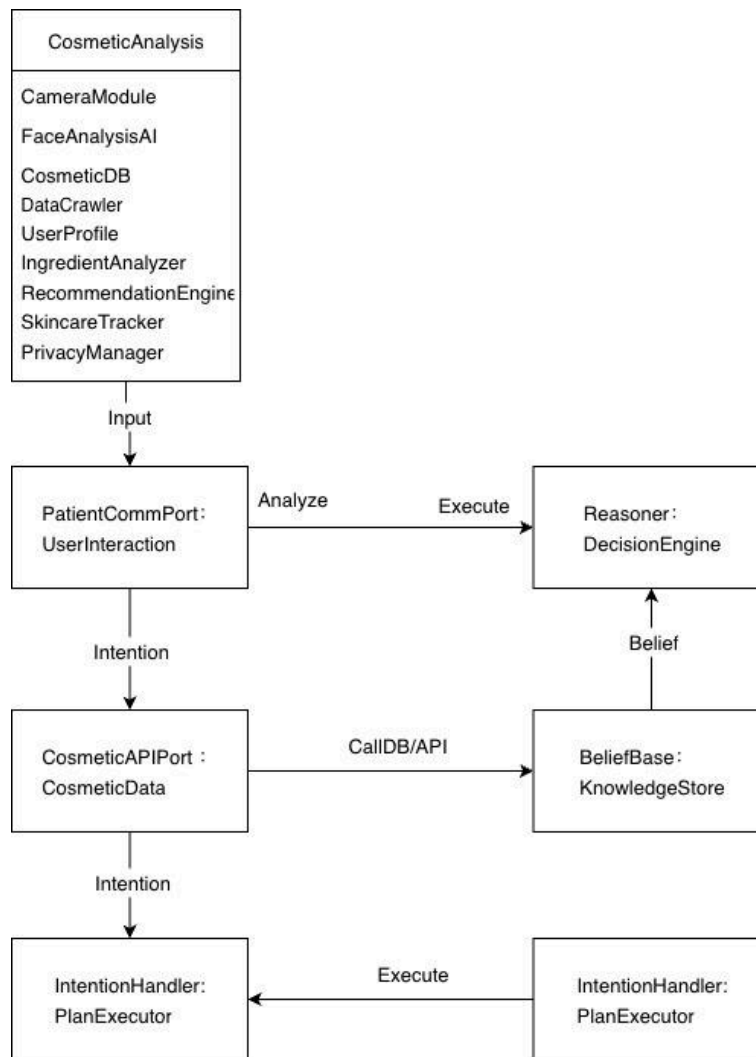 CosmeticAnalysis
CameraModule
FaceAnalysisAI
CosmeticDB
DataCrawler
UserProfile
IngredientAnalyzer
RecommendationEngine
SkincareTracker
PrivacyManager
Input
PatientCommPort:
UserInteraction
Analyze
Execute
Reasoner:
DecisionEngine
Intention
Belief
CosmeticAPIPort :
CosmeticData
CallDB/API
BeliefBase:
KnowledgeStore
Intention
IntentionHandler:
PlanExecutor
Execute
IntentionHandler:
PlanExecutor